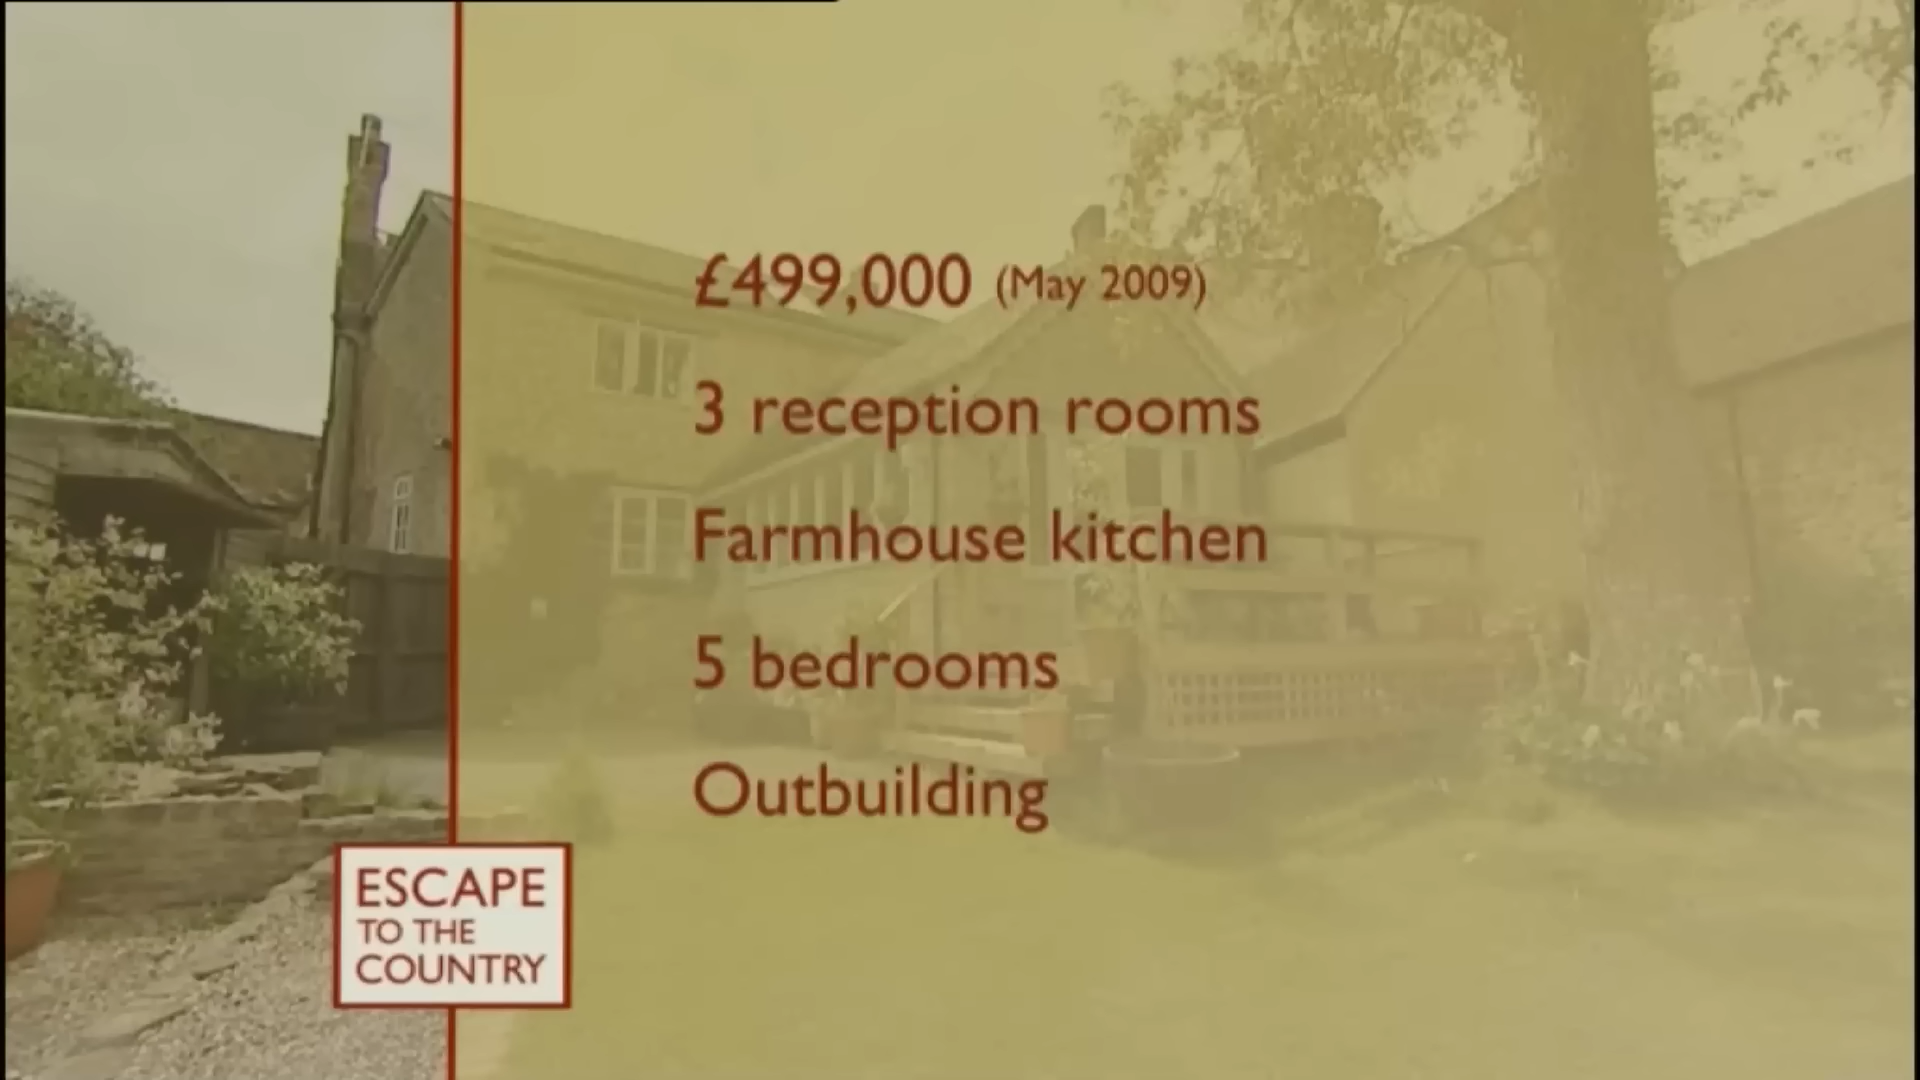 £499,000 (May 2009)
3 reception rooms
Farmhouse kitchen
5 bedrooms
Outbuilding
ESCAPE
TO THE
COUNTRY